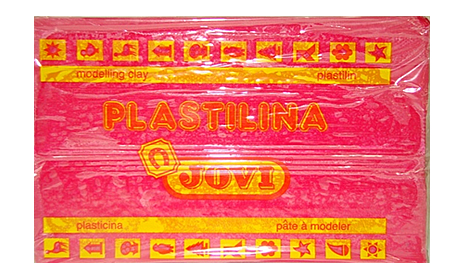 modelling clay plastilin
PLASTILINA
JOVI
plasticina pâte à modeler